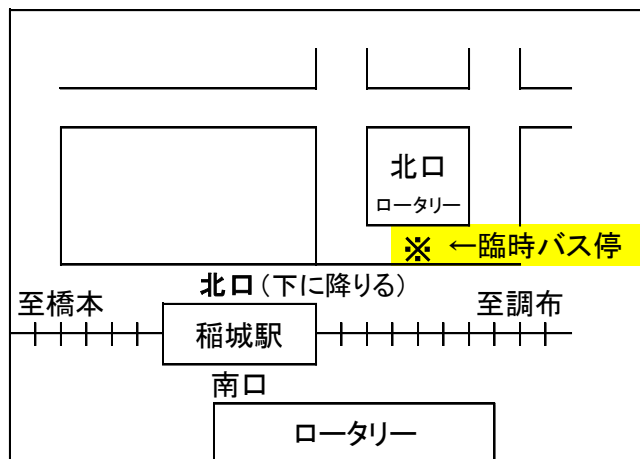 北口
ロータリー
※ ←臨時バス停
北口(下に降りる)
至橋本
至調布
稲城駅
南口
ロータリー